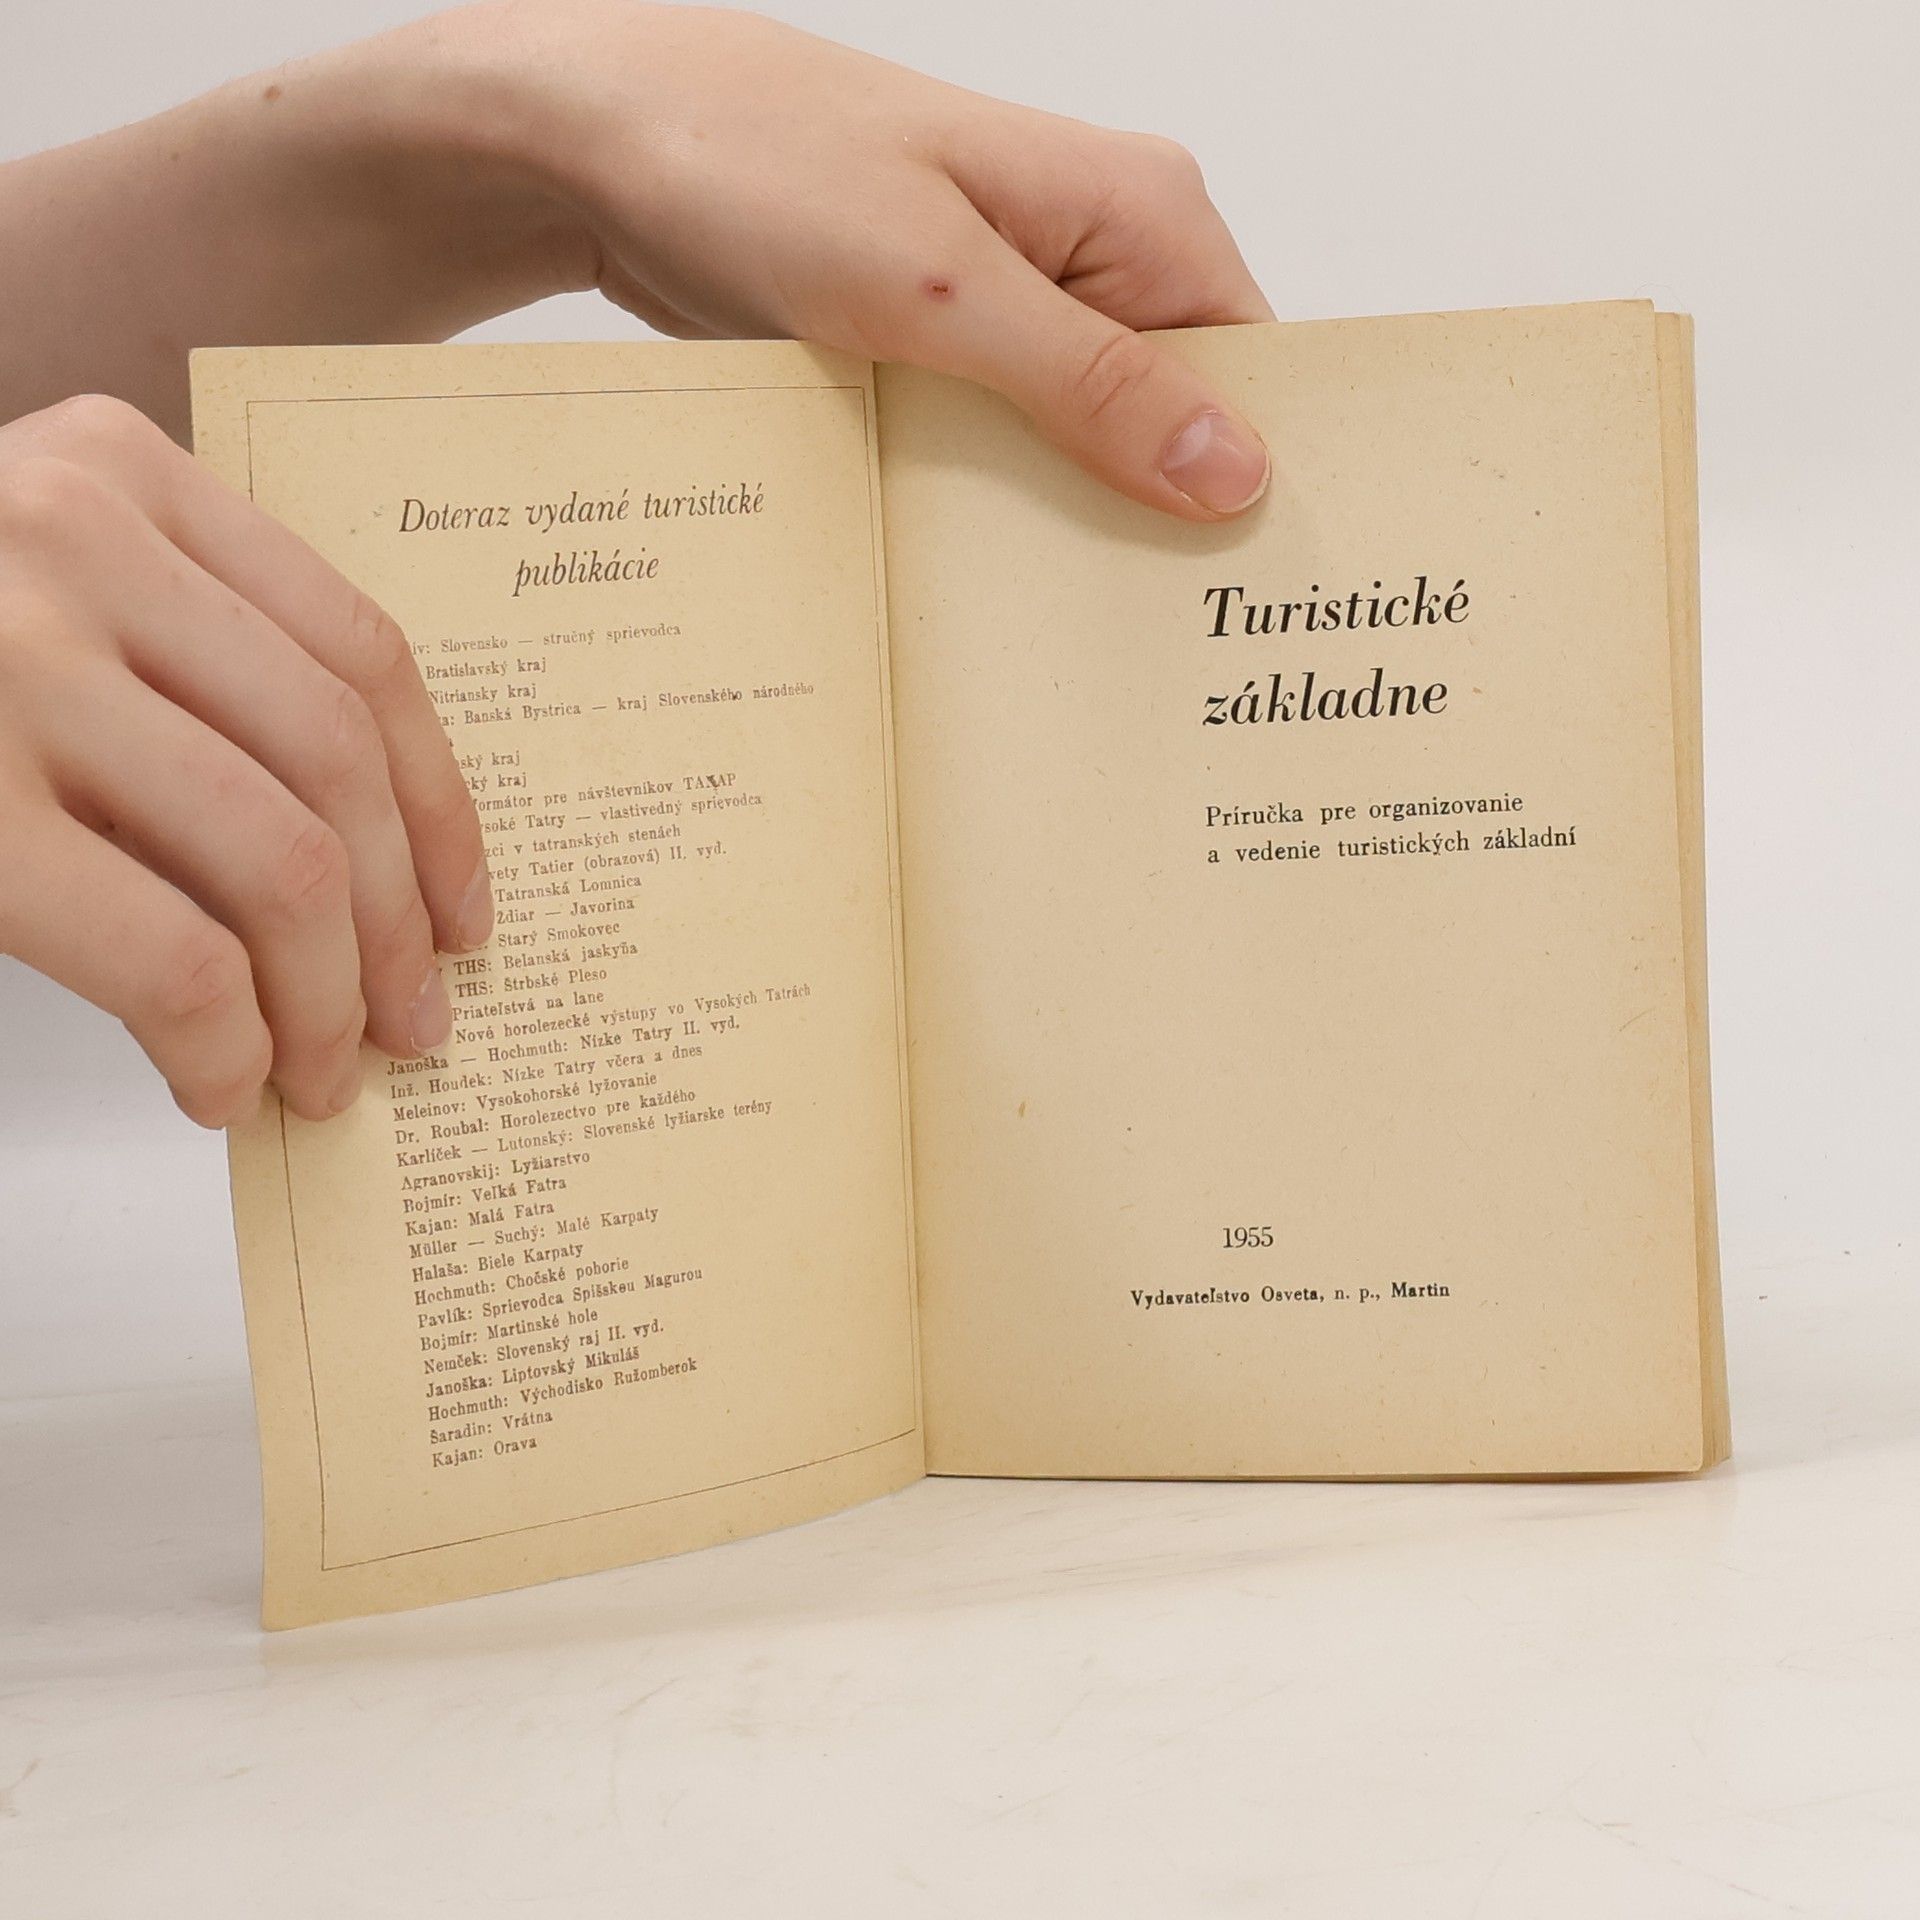 Doteraz vydané turistické
publikácie
Slovensko — stručný sprievodca
Bratislavský kraj
Nitriansky kraj
Banská Bystrica — kraj Slovenského národného
kraj
kraj
pre návštevníkov TANAP
Tatry — vlastivedný sprievodca
v tatranských stenách
Tatier (obrazová) II. vyd.
Tatranská Lomnica
Ždiar — Javorina
Starý Smokovec
THS: Belanská jaskyňa
THS: Štrbské Pleso
Priateľstvá na lane
Nové horolezecké výstupy vo Vysokých Tatrách
Janoška — Hochmuth: Nízke Tatry II. vyd.
Inž. Houdek: Nízke Tatry včera a dnes
Meleinov: Vysokohorské lyžovanie
Dr. Roubal: Horolezectvo pre každého
Karlíček — Lutonský: Slovenské lyžiarske terény
Agranovskij: Lyžiarstvo
Bojmír: Veľká Fatra
Kajan: Malá Fatra
Müller — Suchý: Malé Karpaty
Halaša: Biele Karpaty
Hochmuth: Chočské pohorie
Pavlík: Sprievodca Spišskou Magurou
Bojmír: Martinské hole
Nemček: Slovenský raj II. vyd.
Janoška: Liptovský Mikuláš
Hochmuth: Východisko Ružomberok
Šaradin: Vrátna
Kajan: Orava
Turistické
základne
Príručka pre organizovanie
a vedenie turistických základní
1955
Vydavateľstvo Osveta, n. p., Martin